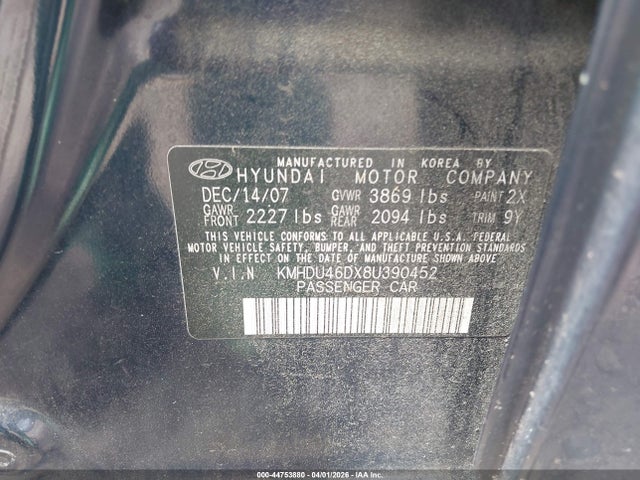 MANUFACTURED IN KOREA BY
HYUNDAI MOTOR COMPANY
DEC/14/07 GVWR 3869 lbs PAINT 2X
GAWR FRONT 2227 lbs GAWR REAR 2094 lbs TRIM 9Y
THIS VEHICLE CONFORMS TO ALL APPLICABLE U.S.A. FEDERAL
MOTOR VEHICLE SAFETY, BUMPER, AND THEFT PREVENTION STANDARDS
IN EFFECT ON THE DATE OF MANUFACTURE SHOWN ABOVE.
V.I.N KMHDU46DX8U390452
PASSENGER CAR
000-44753880 - 04/01/2026 - IAAI.COM